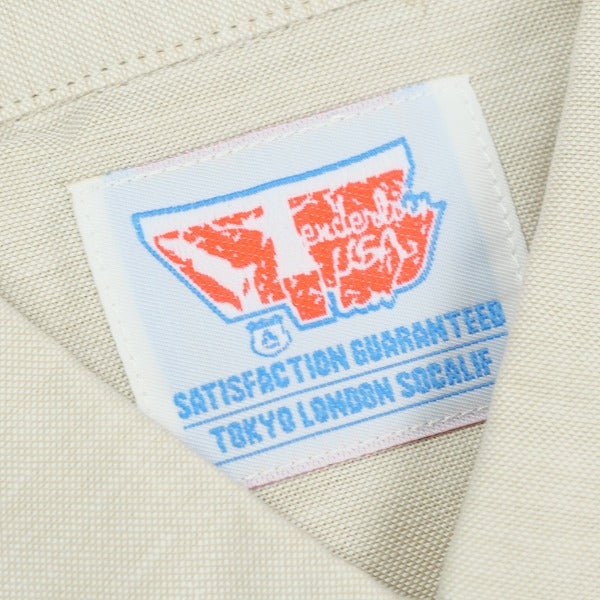 Tenderloin
USA
A
SATISFACTION GUARANTEED
TOKYO LONDON SOCALIF